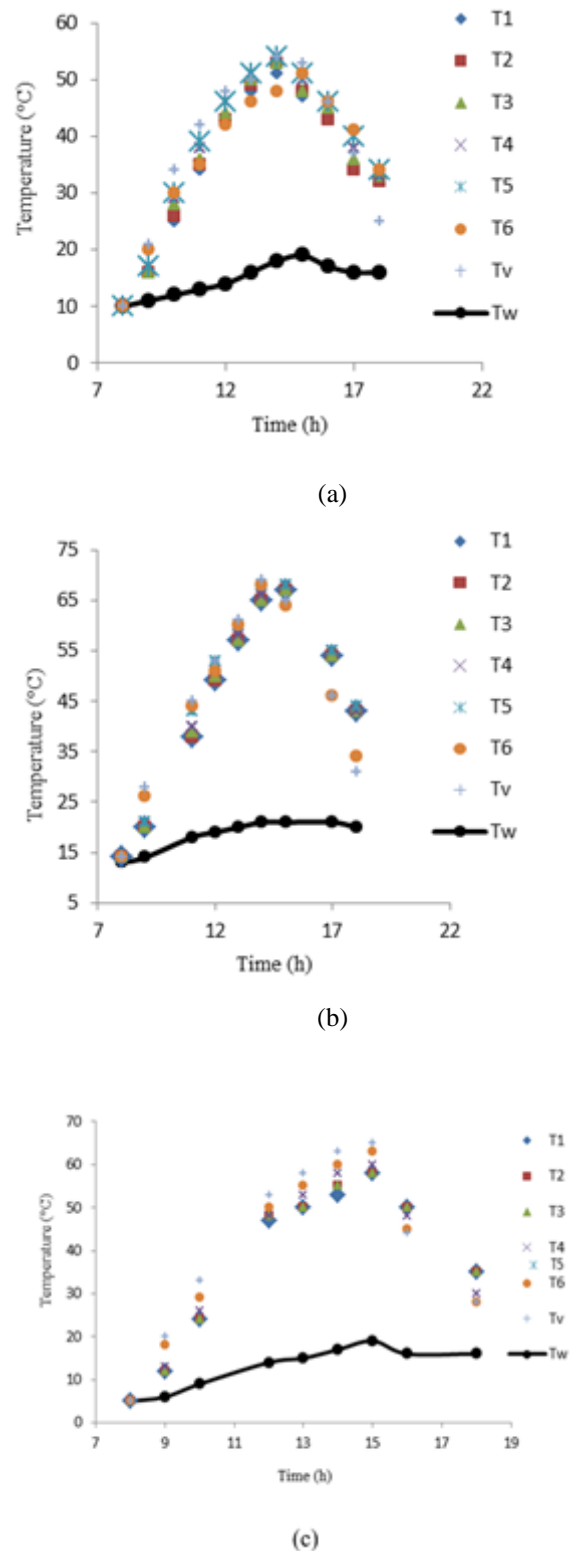 60
50
40
30
20
10
0
Temperature (°C)
7
12
17
22
Time (h)
T1
T2
T3
T4
T5
T6
Tv
Tw
(a)
75
65
55
45
35
25
15
5
Temperature (°C)
7
12
17
22
Time (h)
T1
T2
T3
T4
T5
T6
Tv
Tw
(b)
70
60
50
40
30
20
10
0
Temperature (°C)
7
9
11
13
15
17
19
Time (h)
T1
T2
T3
T4
T5
T6
Tv
Tw
(c)